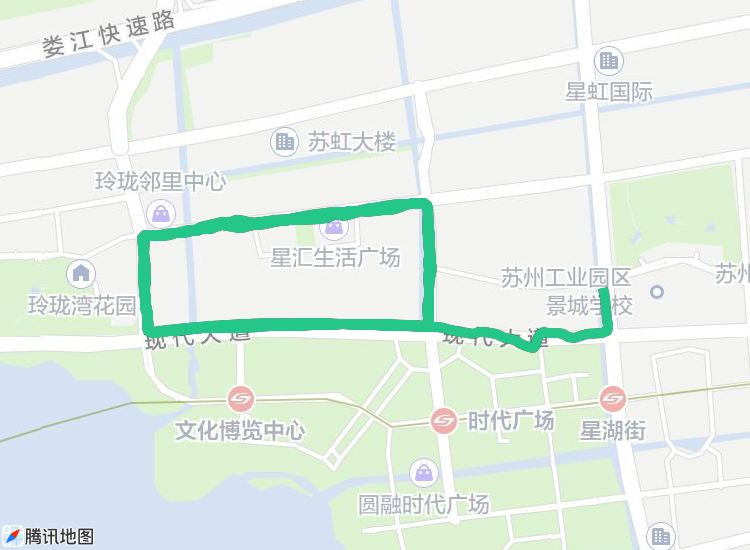 娄江快速路
星虹国际
苏虹大楼
玲珑邻里中心
星汇生活广场
苏州工业园区
景城学校
苏州
玲珑湾花园
现代大道
现代大道
文化博览中心
时代广场
星湖街
圆融时代广场
腾讯地图